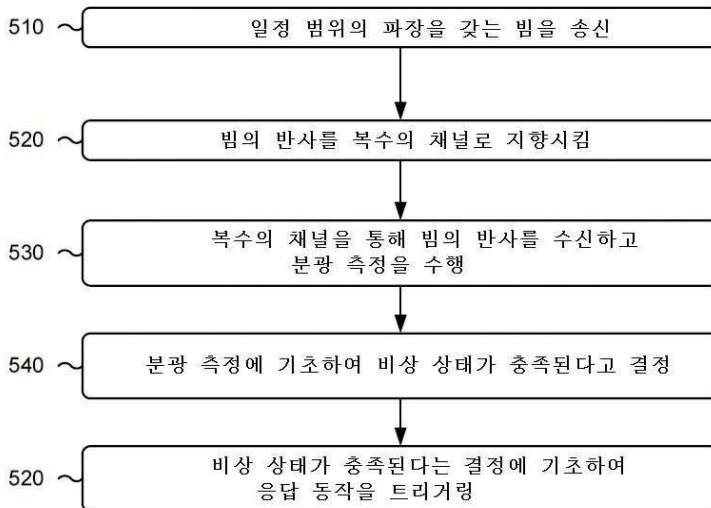 510
일정 범위의 파장을 갖는 빔을 송신
520
빔의 반사를 복수의 채널로 지향시킴
530
복수의 채널을 통해 빔의 반사를 수신하고
분광 측정을 수행
540
분광 측정에 기초하여 비상 상태가 충족된다고 결정
520
비상 상태가 충족된다는 결정에 기초하여
응답 동작을 트리거링